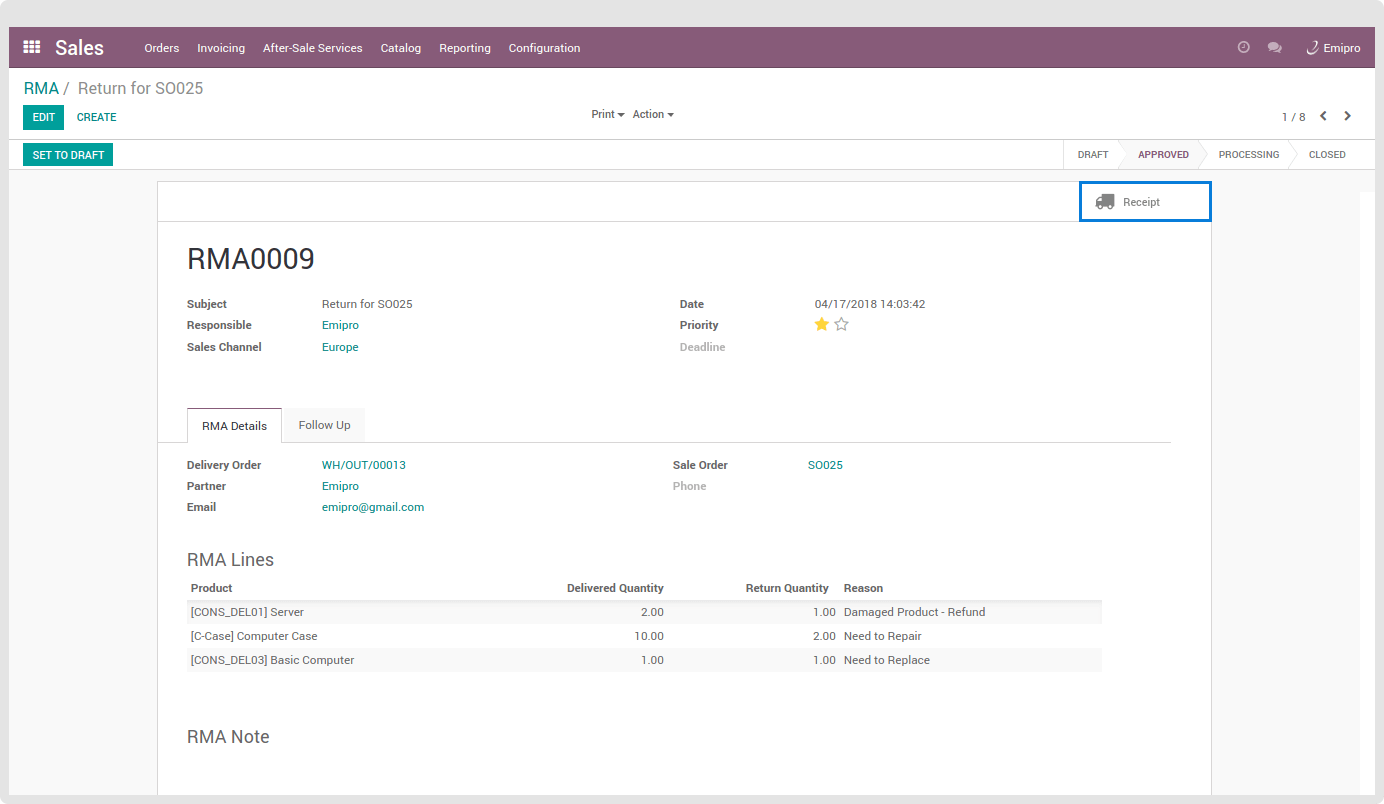 Sales Orders Invoicing After-Sale Services Catalog Reporting Configuration Emipro
RMA / Return for SO025
EDIT CREATE Print Action 1 / 8
SET TO DRAFT DRAFT APPROVED PROCESSING CLOSED
Receipt
RMA0009
Subject Return for SO025 Date 04/17/2018 14:03:42
Responsible Emipro Priority
Sales Channel Europe Deadline
RMA Details Follow Up
Delivery Order WH/OUT/00013 Sale Order SO025
Partner Emipro Phone
Email emipro@gmail.com
RMA Lines
Product Delivered Quantity Return Quantity Reason
[CONS_DEL01] Server 2.00 1.00 Damaged Product - Refund
[C-Case] Computer Case 10.00 2.00 Need to Repair
[CONS_DEL03] Basic Computer 1.00 1.00 Need to Replace
RMA Note